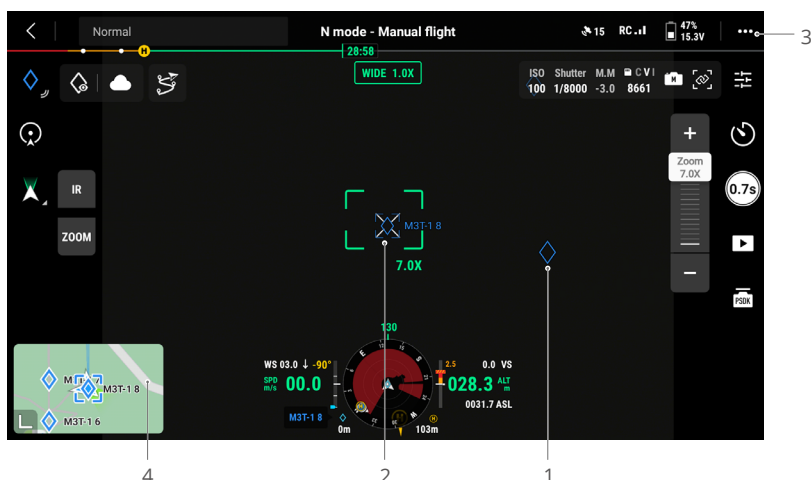 Normal
N mode - Manual flight
15
RC
47%
15.3V
3
28:58
WIDE 1.0X
ISO Shutter M.M C V I
100 1/8000 -3.0 8661
M
+
Zoom
7.0X
0.7s
IR
ZOOM
M3T-1 8
7.0X
−
PSDK
130
WS 03.0 -90°
2.5 0.0 VS
SPD
m/s 00.0
028.3 ALT
m
0031.7 ASL
M3T-1 8
0m
103m
E
S
W
H
M3T-1 8
M3T-1 6
4
2
1